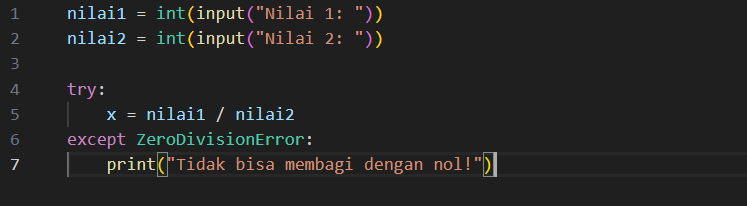 1 nilai1 = int(input("Nilai 1: "))
2 nilai2 = int(input("Nilai 2: "))
3
4 try:
5     x = nilai1 / nilai2
6 except ZeroDivisionError:
7     print("Tidak bisa membagi dengan nol!")